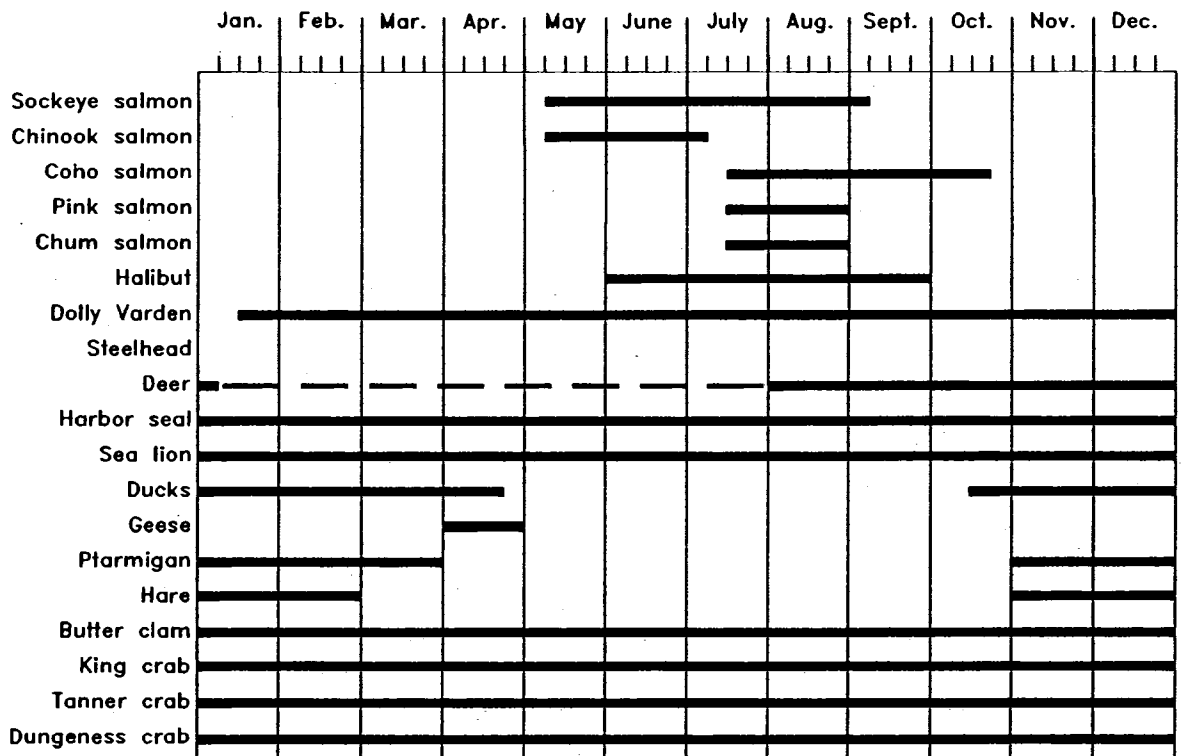 Jan. Feb. Mar. Apr. May June July Aug. Sept. Oct. Nov. Dec.
Sockeye salmon
Chinook salmon
Coho salmon
Pink salmon
Chum salmon
Halibut
Dolly Varden
Steelhead
Deer
Harbor seal
Sea lion
Ducks
Geese
Ptarmigan
Hare
Butter clam
King crab
Tanner crab
Dungeness crab